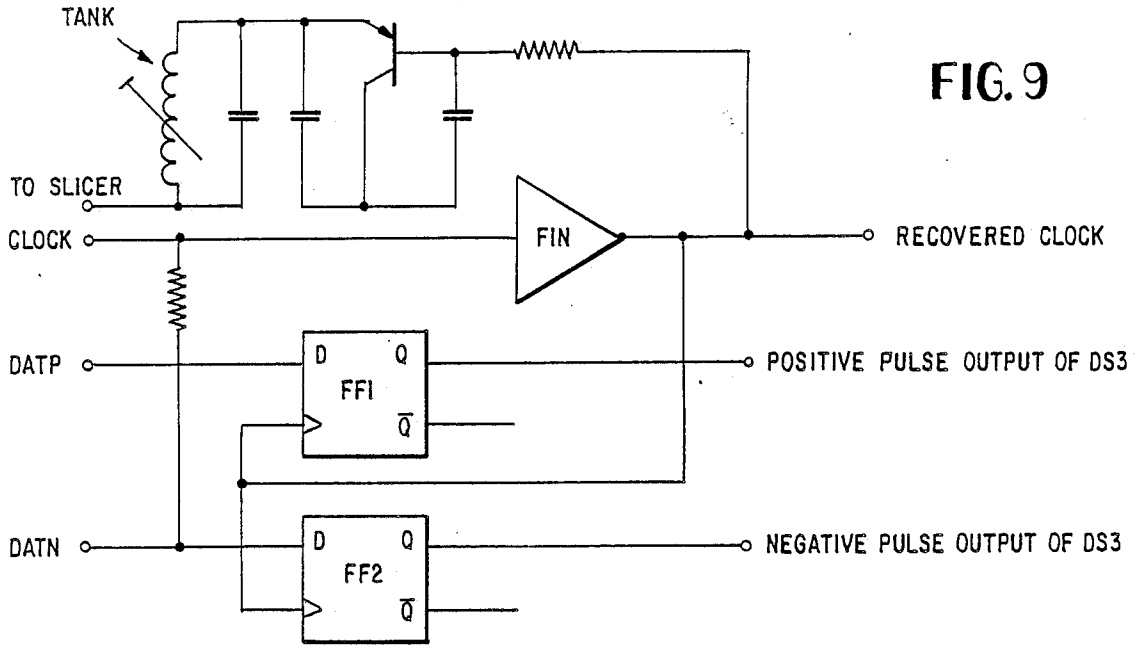 TANK
FIG. 9
TO SLICER
CLOCK
FIN
RECOVERED CLOCK
DATP
D Q
FF1
Q̅
POSITIVE PULSE OUTPUT OF DS3
DATN
D Q
FF2
Q̅
NEGATIVE PULSE OUTPUT OF DS3